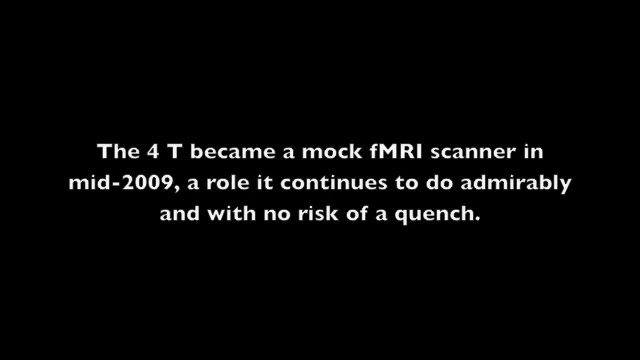 The 4 T became a mock fMRI scanner in
mid-2009, a role it continues to do admirably
and with no risk of a quench.